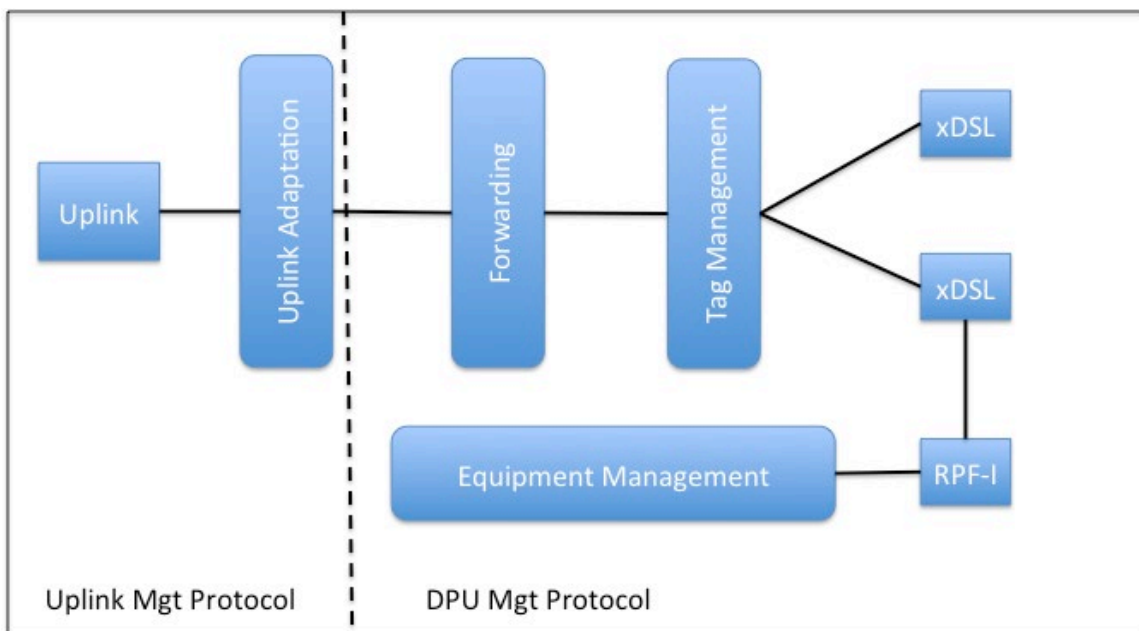 Uplink
Uplink Adaptation
Forwarding
Tag Management
xDSL
xDSL
Equipment Management
RPF-I
Uplink Mgt Protocol
DPU Mgt Protocol